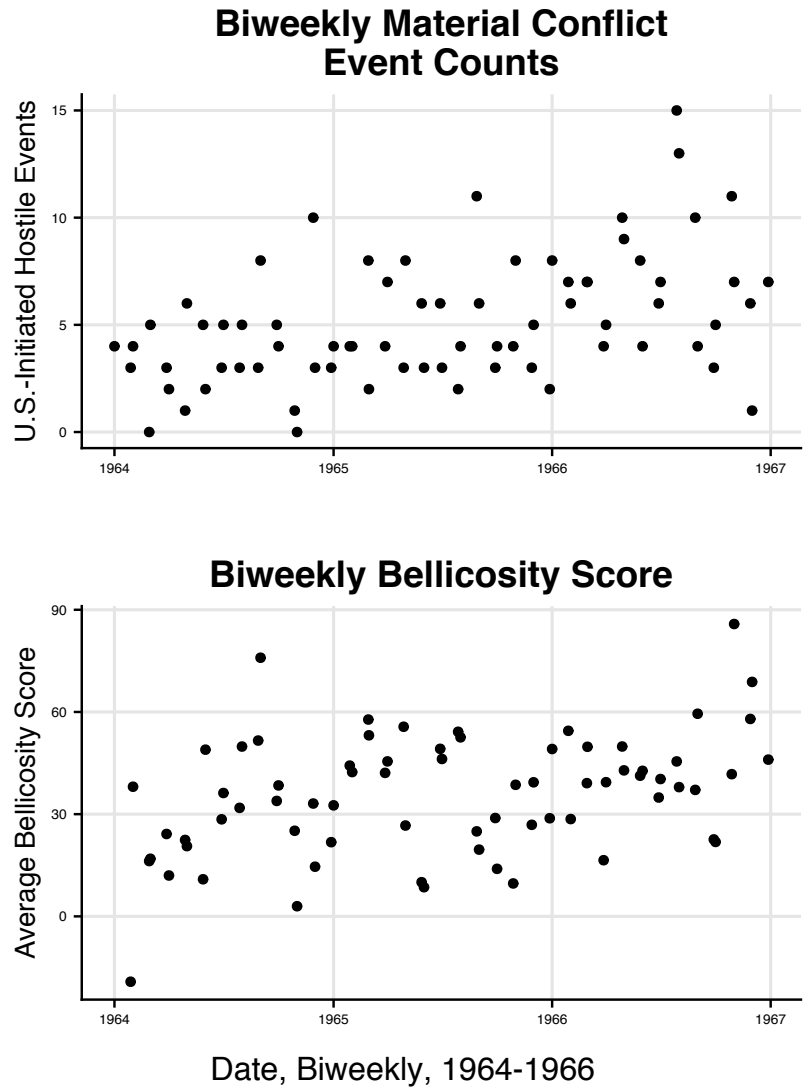 Biweekly Material Conflict
Event Counts
U.S.-Initiated Hostile Events
15
10
5
0
1964 1965 1966 1967
Biweekly Bellicosity Score
Average Bellicosity Score
90
60
30
0
1964 1965 1966 1967
Date, Biweekly, 1964-1966